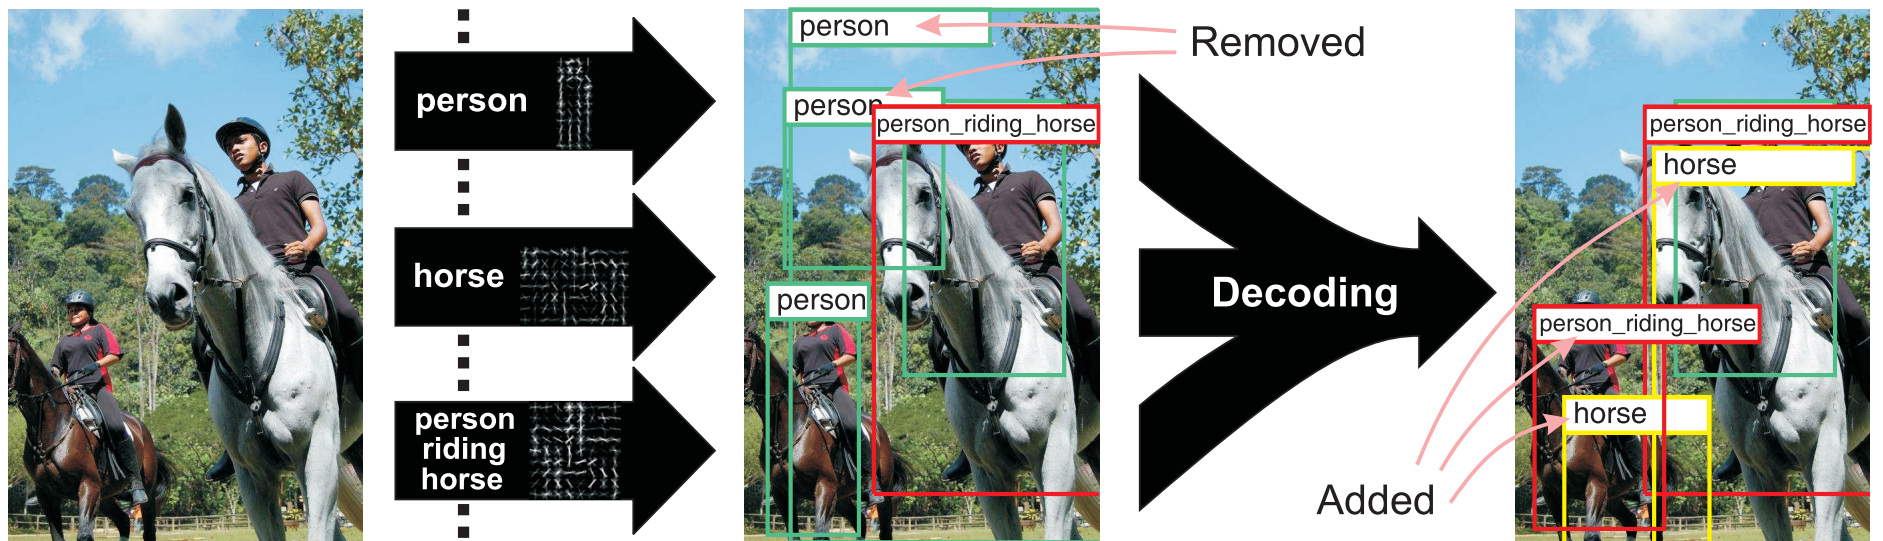 person
horse
person
riding
horse
person
person
person_riding_horse
person
Removed
Decoding
Added
person_riding_horse
horse
person_riding_horse
horse